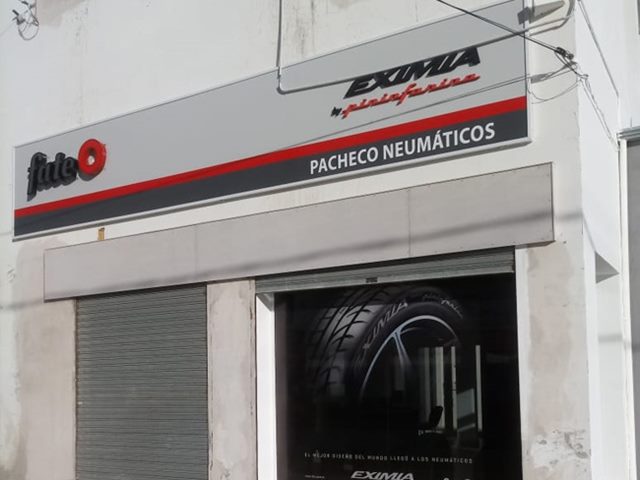 fate
EXIMIA
by pininfarina
PACHECO NEUMÁTICOS
EXIMIA
EL MEJOR DISEÑO DEL MUNDO LLEGÓ A LOS NEUMÁTICOS
EXIMIA